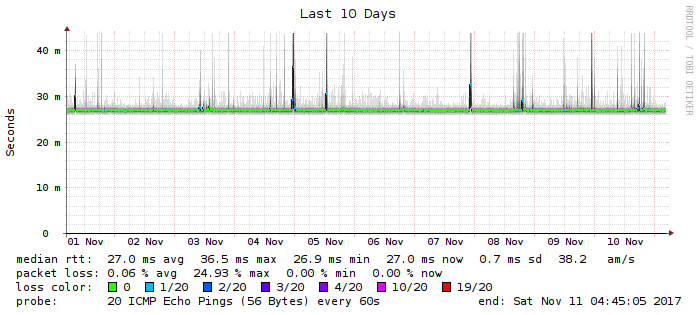 Last 10 Days
RRDTOOL / TOBI OETIKER
Seconds
40 m
30 m
20 m
10 m
0
01 Nov 02 Nov 03 Nov 04 Nov 05 Nov 06 Nov 07 Nov 08 Nov 09 Nov 10 Nov
median rtt: 27.0 ms avg 36.5 ms max 26.9 ms min 27.0 ms now 0.7 ms sd 38.2 am/s
packet loss: 0.06 % avg 24.93 % max 0.00 % min 0.00 % now
loss color: 0 1/20 2/20 3/20 4/20 10/20 19/20
probe: 20 ICMP Echo Pings (56 Bytes) every 60s end: Sat Nov 11 04:45:05 2017